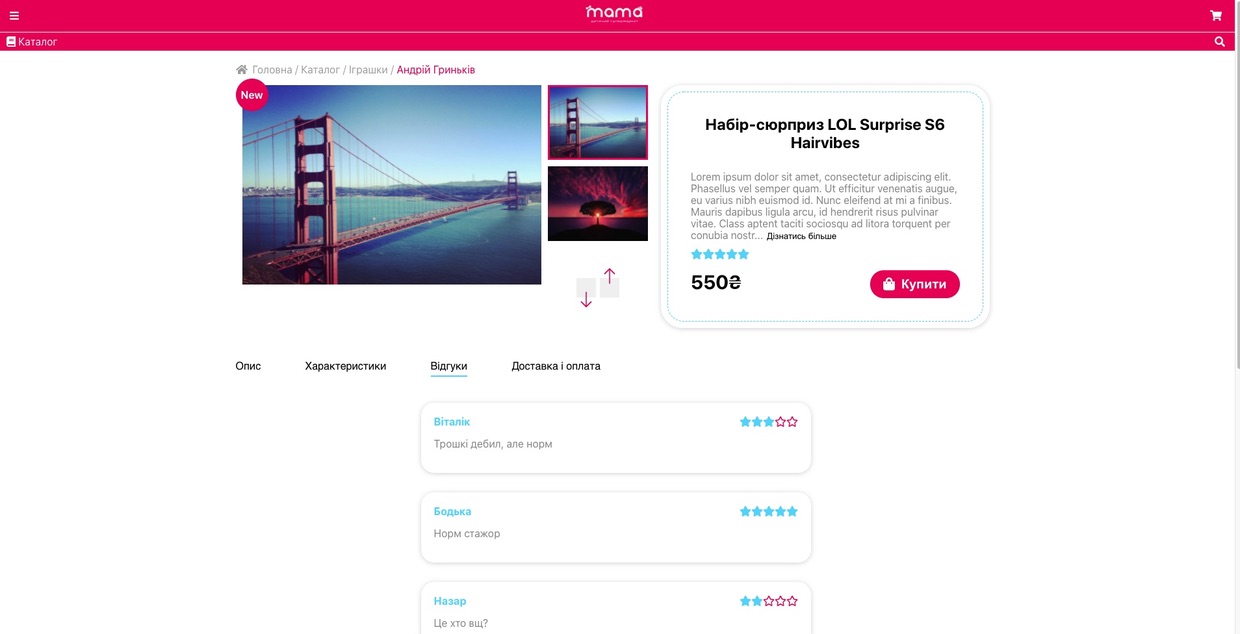 mama
Каталог
Головна / Каталог / Іграшки / Андрій Гриньків
New
Набір-сюрприз LOL Surprise S6
Hairvibes
Lorem ipsum dolor sit amet, consectetur adipiscing elit.
Phasellus vel semper quam. Ut efficitur venenatis augue,
eu varius nibh euismod id. Nunc eleifend at mi a finibus.
Mauris dapibus ligula arcu, id hendrerit risus pulvinar
vitae. Class aptent taciti sociosqu ad litora torquent per
conubia nostr... Дізнатись більше
550₴
Купити
Опис
Характеристики
Відгуки
Доставка і оплата
Віталік
Трошкі дебил, але норм
Бодька
Норм стажор
Назар
Це хто вщ?